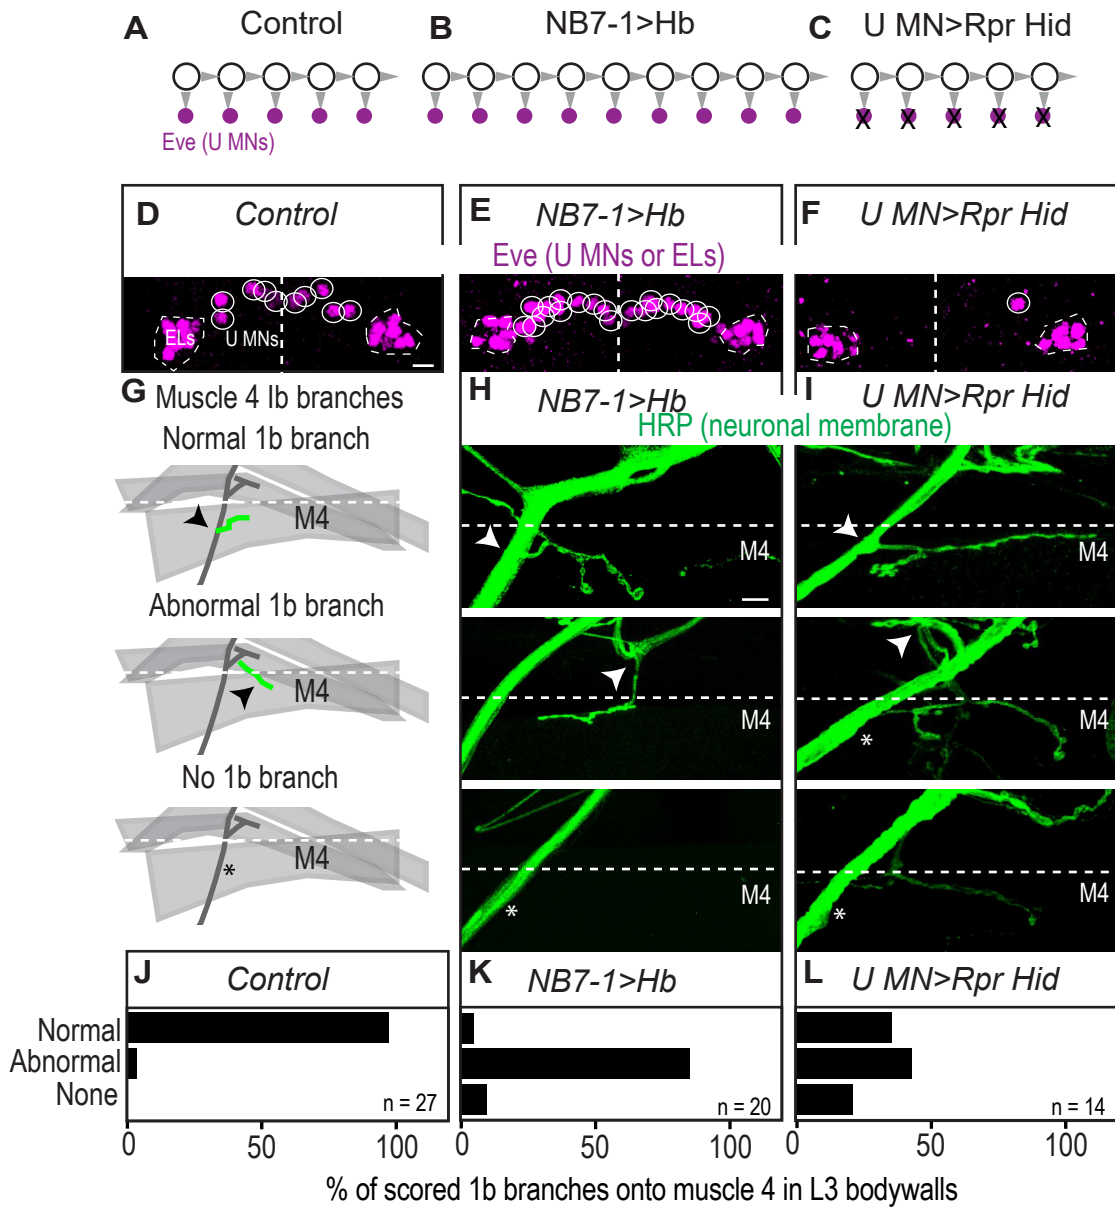 A Control
B NB7-1>Hb
C U MN>Rpr Hid
Eve (U MNs)
X X X X X
D Control
E NB7-1>Hb
F U MN>Rpr Hid
Eve (U MNs or ELs)
ELs
U MNs
G Muscle 4 Ib branches
H NB7-1>Hb
I U MN>Rpr Hid
HRP (neuronal membrane)
Normal 1b branch
M4
M4
M4
Abnormal 1b branch
M4
M4
*
M4
No 1b branch
M4
*
M4
*
M4
*
J Control
K NB7-1>Hb
L U MN>Rpr Hid
Normal
Abnormal
None
n = 27
n = 20
n = 14
0 50 100
0 50 100
0 50 100
% of scored 1b branches onto muscle 4 in L3 bodywalls